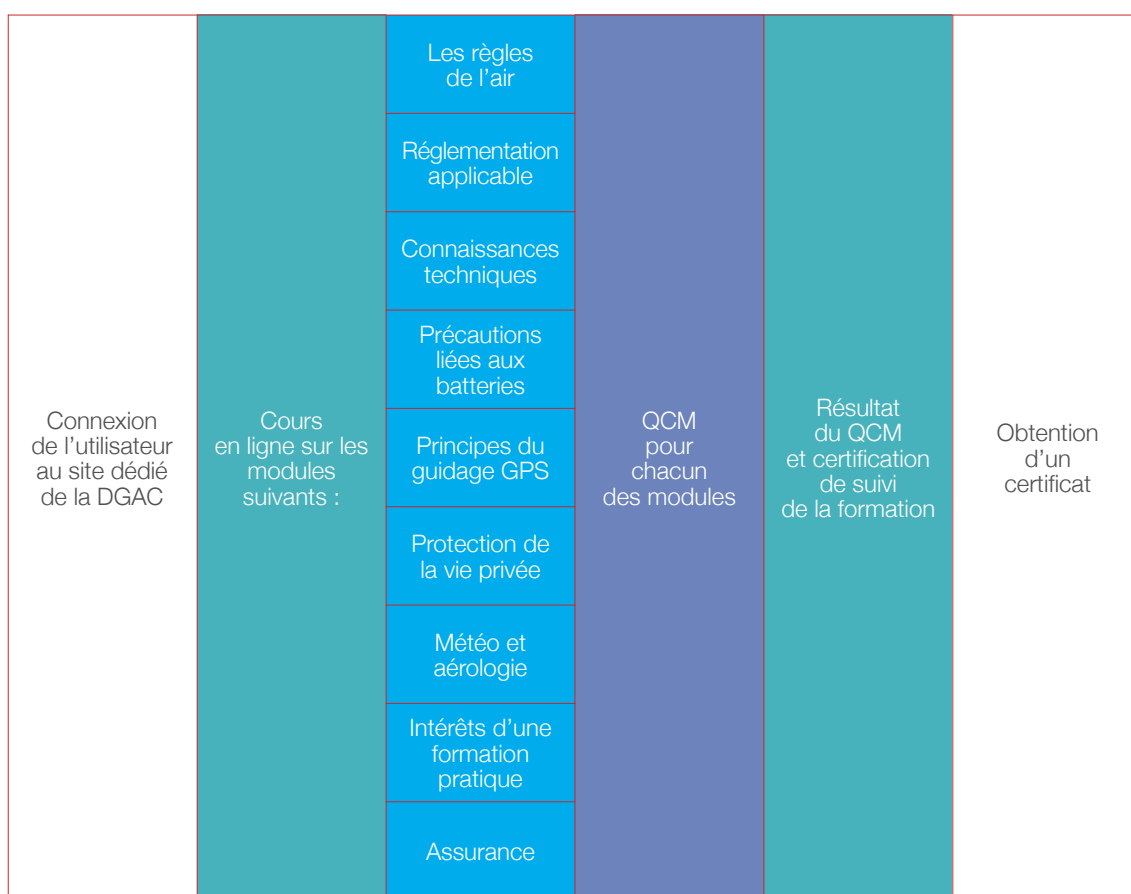 Connexion
de l'utilisateur
au site dédié
de la DGAC
Cours
en ligne sur les
modules
suivants :
Les règles
de l'air
Réglementation
applicable
Connaissances
techniques
Précautions
liées aux
batteries
Principes du
guidage GPS
Protection de
la vie privée
Météo et
aérologie
Intérêts d'une
formation
pratique
Assurance
QCM
pour
chacun
des modules
Résultat
du QCM
et certification
de suivi
de la formation
Obtention
d'un
certificat